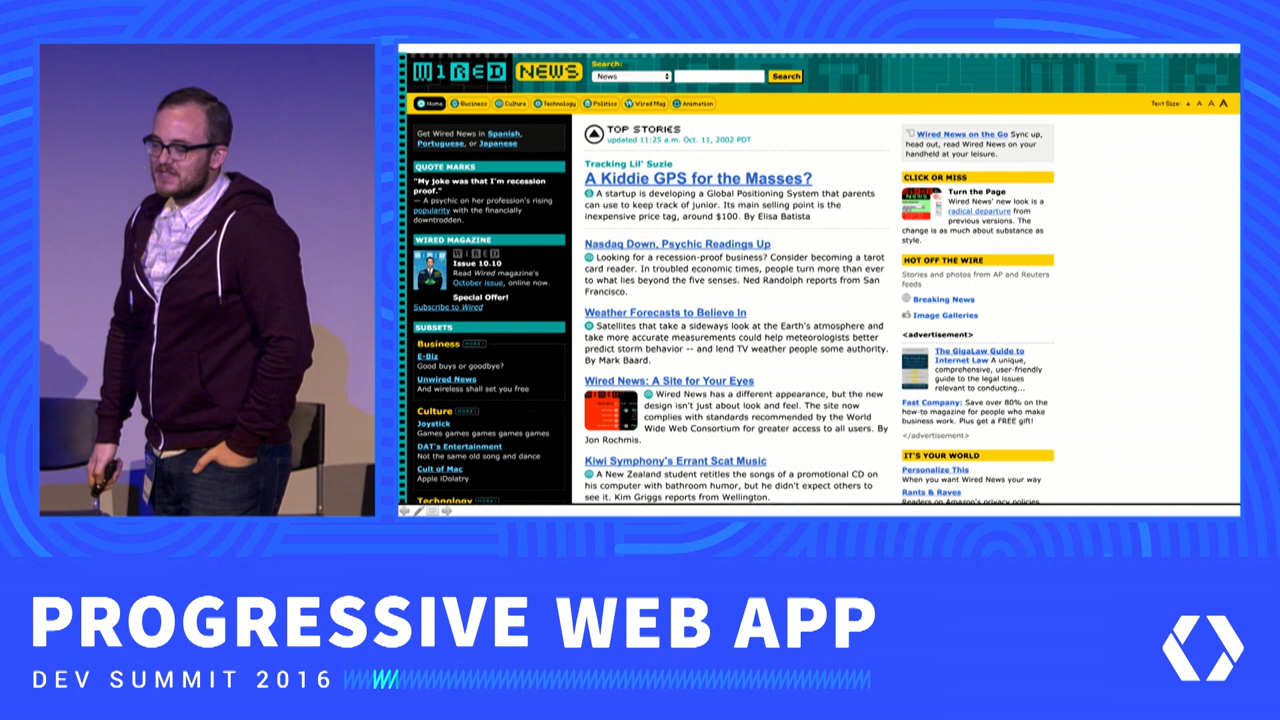 WIRED NEWS
Search:
News
Search
Home Business Culture Technology Politics Wired Mag Animation
Text Size: A A A A
Get Wired News in Spanish,
Portuguese, or Japanese
QUOTE MARKS
"My joke was that I'm recession
proof."
— A psychic on her profession's rising
popularity with the financially
downtrodden.
WIRED MAGAZINE
WIRED
Issue 10.10
Read Wired magazine's
October issue, online now.
Special Offer!
Subscribe to Wired
SUBSETS
Business
E-Biz
Good buys or goodbye?
Unwired News
And wireless shall set you free
Culture
Joystick
Games games games games games
DAT's Entertainment
Not the same old song and dance
Cult of Mac
Apple iDolatry
Technology
TOP STORIES
updated 11:25 a.m. Oct. 11, 2002 PDT
Tracking Lil' Suzie
A Kiddie GPS for the Masses?
A startup is developing a Global Positioning System that parents
can use to keep track of junior. Its main selling point is the
inexpensive price tag, around $100. By Elisa Batista
Nasdaq Down, Psychic Readings Up
Looking for a recession-proof business? Consider becoming a tarot
card reader. In troubled economic times, people turn more than ever
to what lies beyond the five senses. Ned Randolph reports from San
Francisco.
Weather Forecasts to Believe In
Satellites that take a sideways look at the Earth's atmosphere and
take more accurate measurements could help meteorologists better
predict storm behavior -- and lend TV weather people some authority.
By Mark Baard.
Wired News: A Site for Your Eyes
Wired News has a different appearance, but the new
design isn't just about look and feel. The site now
complies with standards recommended by the World
Wide Web Consortium for greater access to all users. By
Jon Rochmis.
Kiwi Symphony's Errant Scat Music
A New Zealand student retitles the songs of a promotional CD on
his computer with bathroom humor, but he didn't expect others to
see it. Kim Griggs reports from Wellington.
Wired News on the Go Sync up,
head out, read Wired News on your
handheld at your leisure.
CLICK OR MISS
Turn the Page
Wired News' new look is a
radical departure from
previous versions. The
change is as much about substance as
style.
HOT OFF THE WIRE
Stories and photos from AP and Reuters
feeds
Breaking News
Image Galleries
<advertisement>
The GigaLaw Guide to
Internet Law A unique,
comprehensive, user-friendly
guide to the legal issues
relevant to conducting...
Fast Company: Save over 80% on the
how-to magazine for people who make
business work. Plus get a FREE gift!
</advertisement>
IT'S YOUR WORLD
Personalize This
When you want Wired News your way
Rants & Raves
Readers on Amazon's privacy policies,
PROGRESSIVE WEB APP
DEV SUMMIT 2016